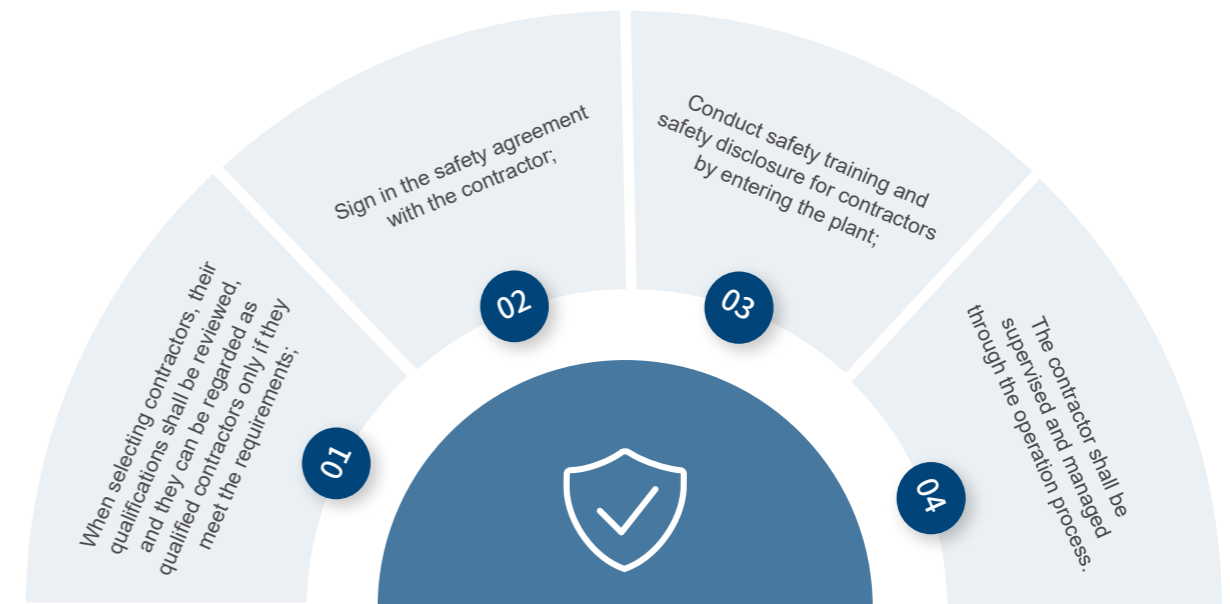 When selecting contractors, their
qualifications shall be reviewed,
and they can be regarded as
qualified contractors only if they
meet the requirements;
01
Sign in the safety agreement
with the contractor;
02
Conduct safety training and
safety disclosure for contractors
by entering the plant;
03
The contractor shall be
supervised and managed
through the operation process.
04